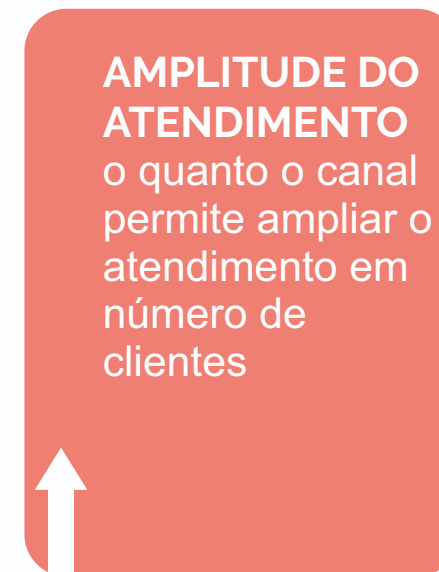 AMPLITUDE DO
ATENDIMENTO
o quanto o canal
permite ampliar o
atendimento em
número de
clientes